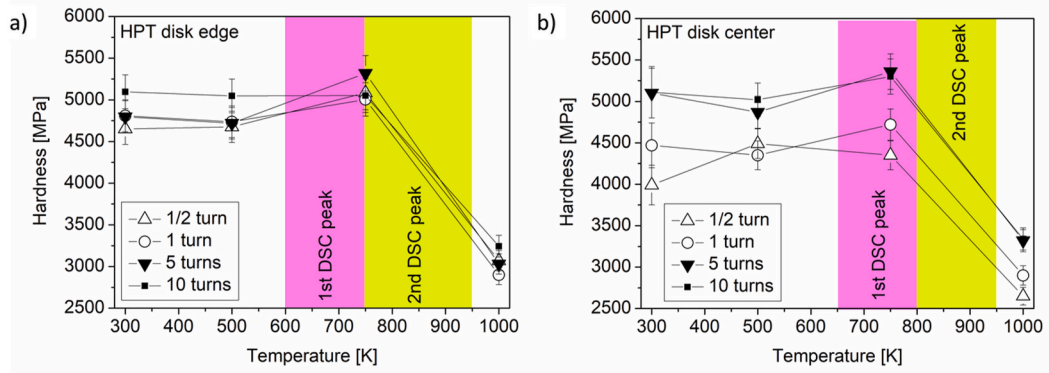 a)
HPT disk edge
6000
5500
5000
4500
4000
3500
3000
2500
Hardness [MPa]
1st DSC peak
2nd DSC peak
1/2 turn
1 turn
5 turns
10 turns
300 400 500 600 700 800 900 1000
Temperature [K]
b)
HPT disk center
6000
5500
5000
4500
4000
3500
3000
2500
Hardness [MPa]
1st DSC peak
2nd DSC peak
1/2 turn
1 turn
5 turns
10 turns
300 400 500 600 700 800 900 1000
Temperature [K]